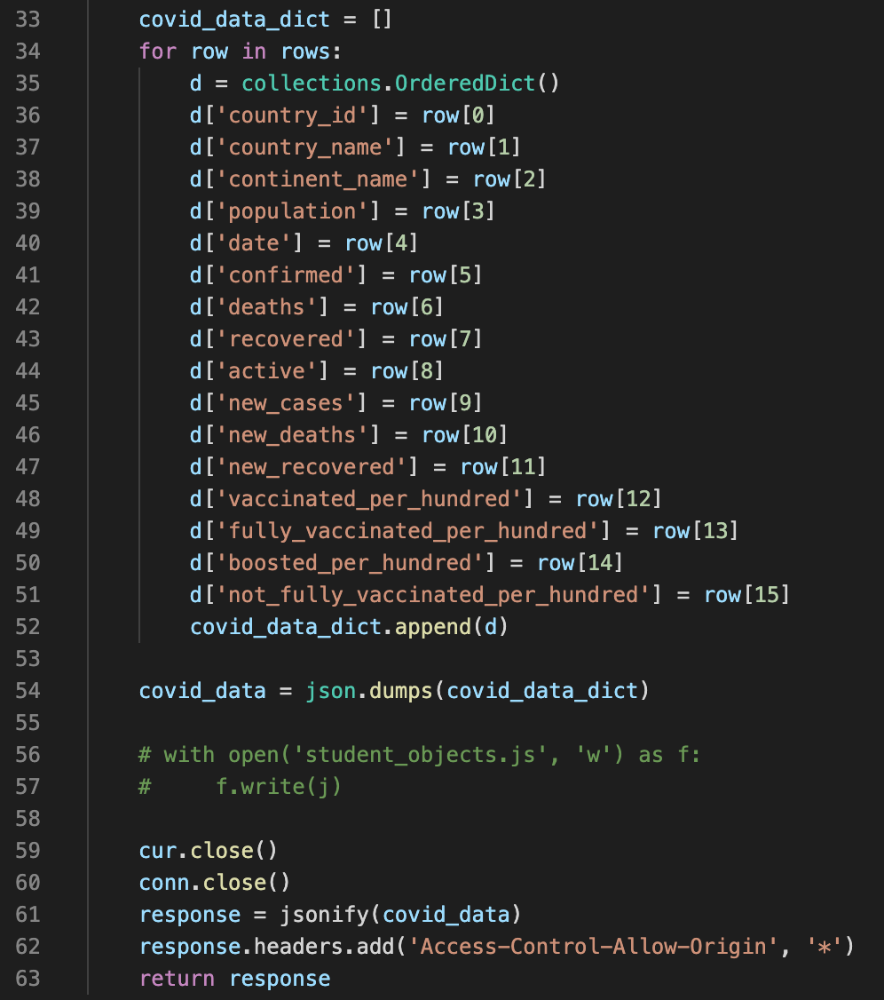 33 covid_data_dict = []
34 for row in rows:
35 d = collections.OrderedDict()
36 d['country_id'] = row[0]
37 d['country_name'] = row[1]
38 d['continent_name'] = row[2]
39 d['population'] = row[3]
40 d['date'] = row[4]
41 d['confirmed'] = row[5]
42 d['deaths'] = row[6]
43 d['recovered'] = row[7]
44 d['active'] = row[8]
45 d['new_cases'] = row[9]
46 d['new_deaths'] = row[10]
47 d['new_recovered'] = row[11]
48 d['vaccinated_per_hundred'] = row[12]
49 d['fully_vaccinated_per_hundred'] = row[13]
50 d['boosted_per_hundred'] = row[14]
51 d['not_fully_vaccinated_per_hundred'] = row[15]
52 covid_data_dict.append(d)
53
54 covid_data = json.dumps(covid_data_dict)
55
56 # with open('student_objects.js', 'w') as f:
57 #     f.write(j)
58
59 cur.close()
60 conn.close()
61 response = jsonify(covid_data)
62 response.headers.add('Access-Control-Allow-Origin', '*')
63 return response